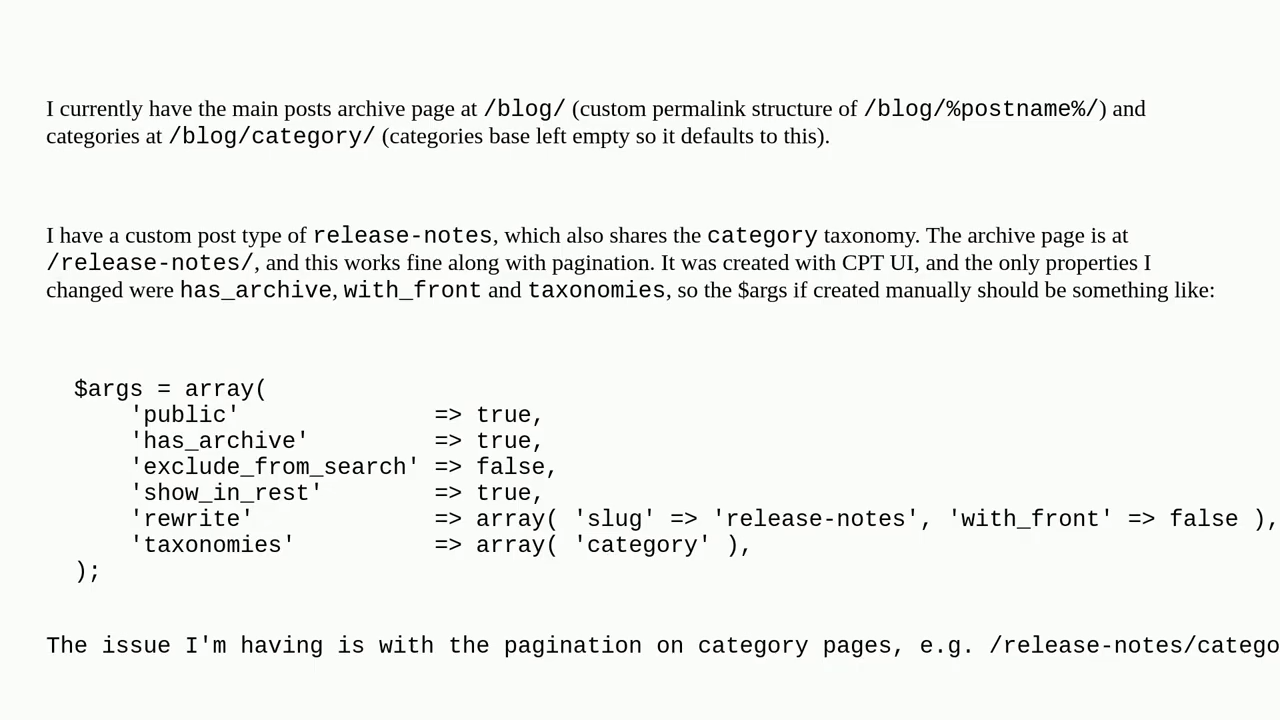 I currently have the main posts archive page at /blog/ (custom permalink structure of /blog/%postname%/) and
categories at /blog/category/ (categories base left empty so it defaults to this).
I have a custom post type of release-notes, which also shares the category taxonomy. The archive page is at
/release-notes/, and this works fine along with pagination. It was created with CPT UI, and the only properties I
changed were has_archive, with_front and taxonomies, so the $args if created manually should be something like:
$args = array(
    'public'              => true,
    'has_archive'         => true,
    'exclude_from_search' => false,
    'show_in_rest'        => true,
    'rewrite'             => array( 'slug' => 'release-notes', 'with_front' => false ),
    'taxonomies'          => array( 'category' ),
);
The issue I'm having is with the pagination on category pages, e.g. /release-notes/catego